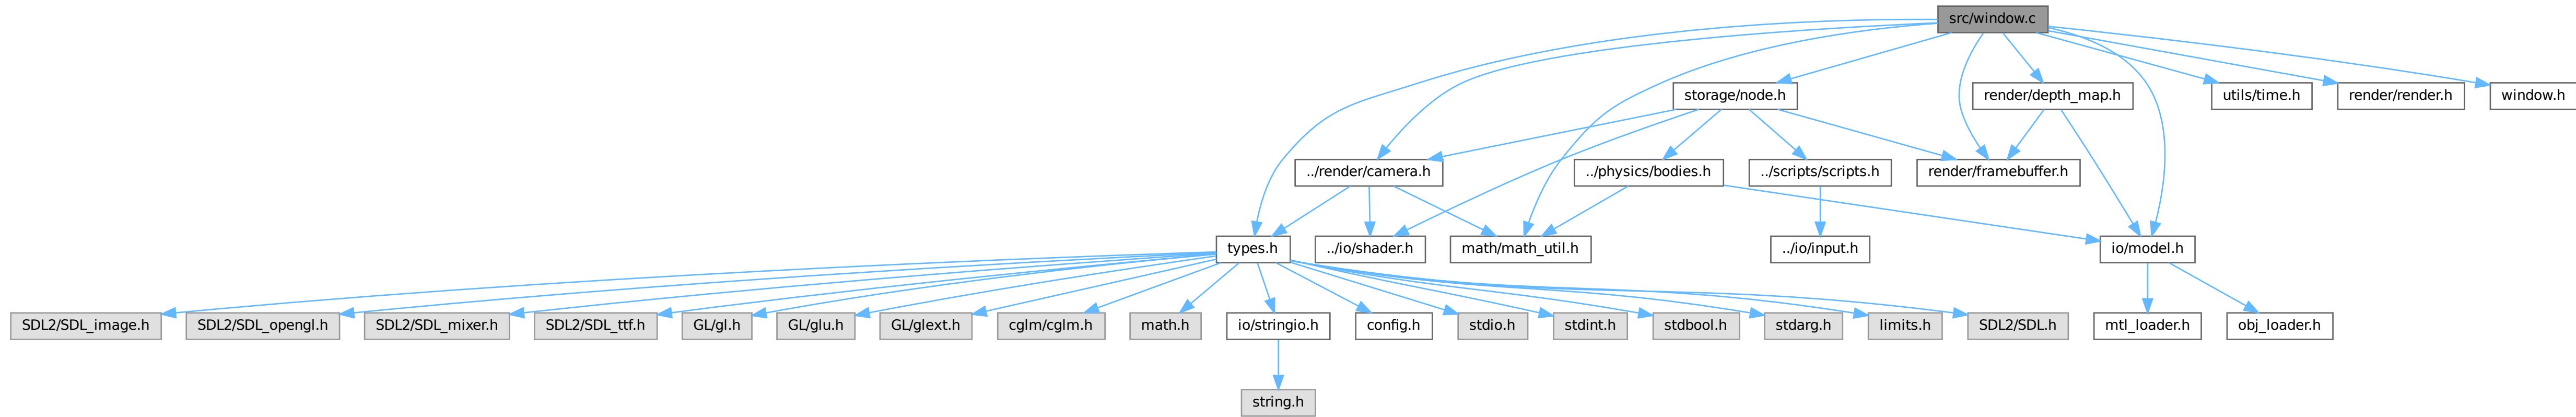 src/window.c
storage/node.h
render/depth_map.h
utils/time.h
render/render.h
window.h
../render/camera.h
../physics/bodies.h
../scripts/scripts.h
render/framebuffer.h
types.h
../io/shader.h
math/math_util.h
../io/input.h
io/model.h
SDL2/SDL_image.h
SDL2/SDL_opengl.h
SDL2/SDL_mixer.h
SDL2/SDL_ttf.h
GL/gl.h
GL/glu.h
GL/glext.h
cglm/cglm.h
math.h
io/stringio.h
config.h
stdio.h
stdint.h
stdbool.h
stdarg.h
limits.h
SDL2/SDL.h
mtl_loader.h
obj_loader.h
string.h